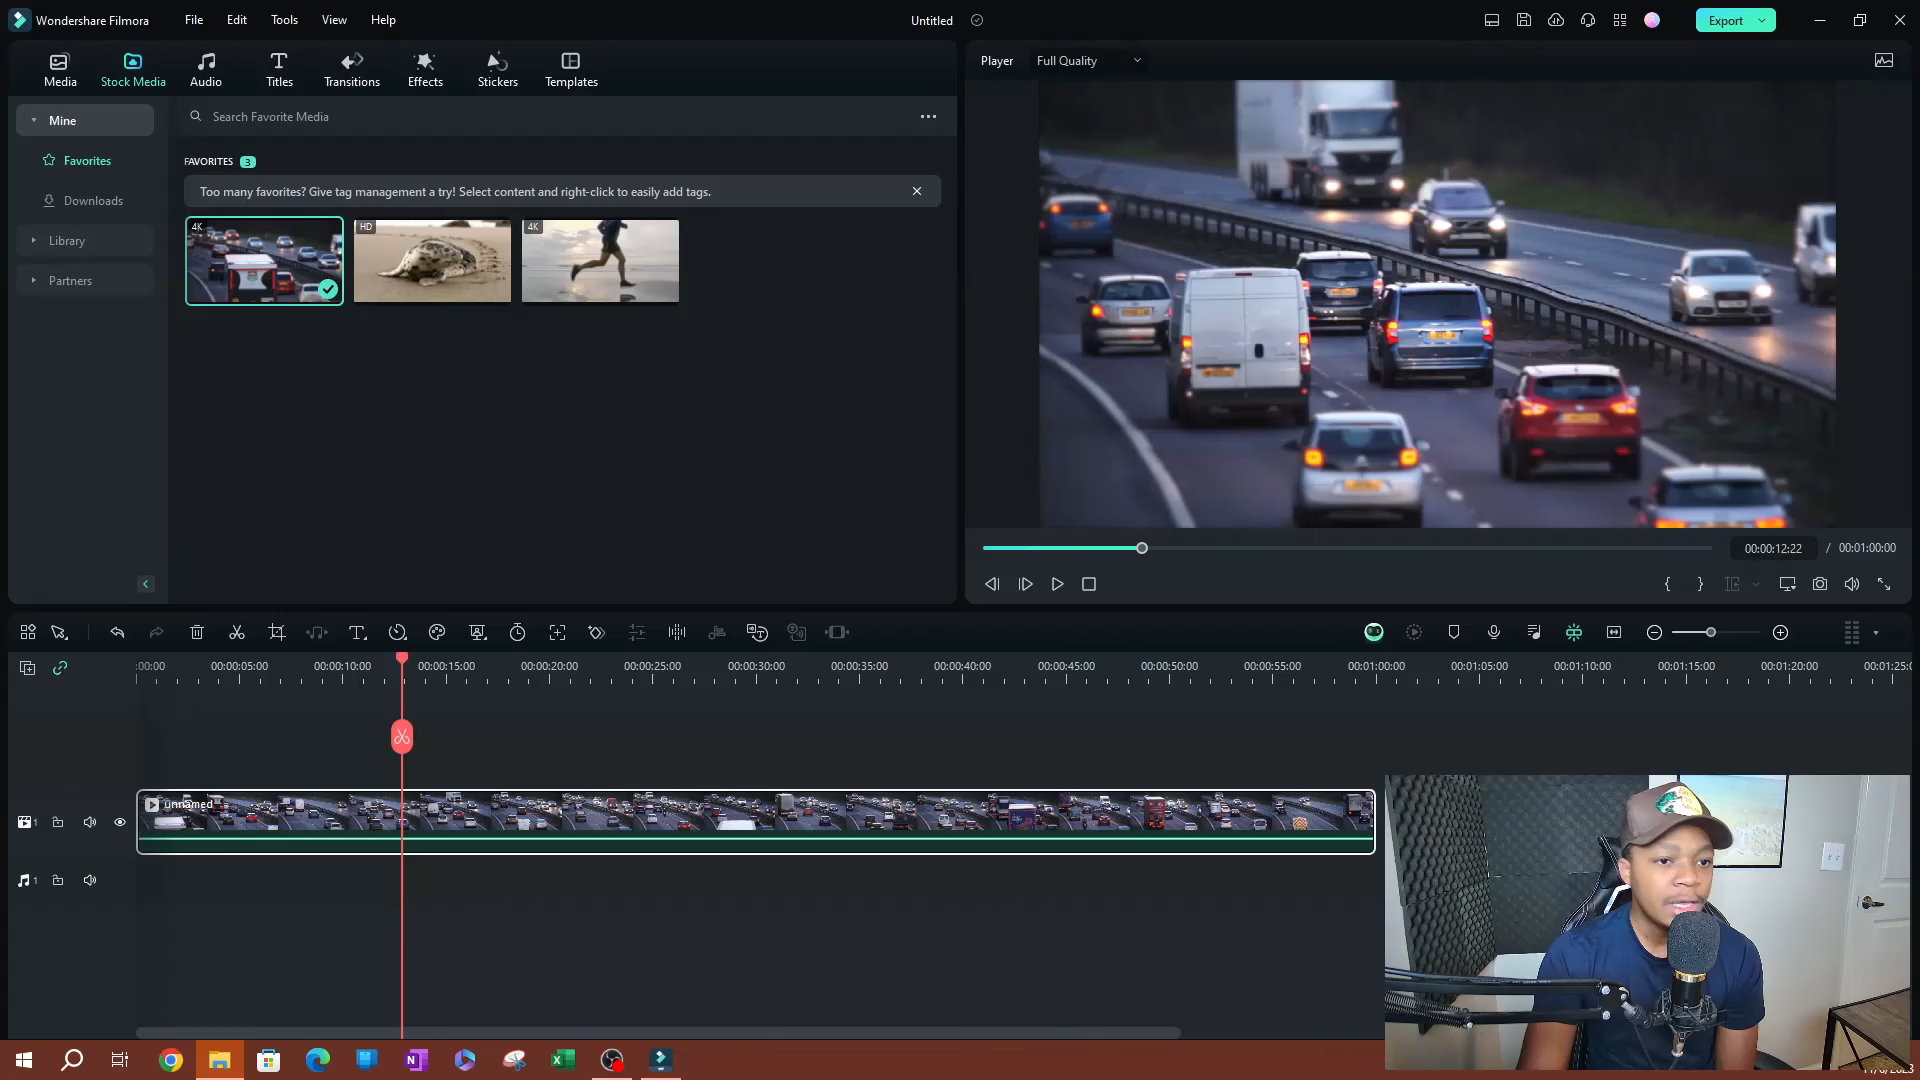 Wondershare Filmora
File
Edit
Tools
View
Help
Untitled
Export
Media
Stock Media
Audio
Titles
Transitions
Effects
Stickers
Templates
Player
Full Quality
Mine
Favorites
Downloads
Library
Partners
Search Favorite Media
FAVORITES 3
Too many favorites? Give tag management a try! Select content and right-click to easily add tags.
4K
HD
4K
00:00:12:22 / 00:01:00:00
:00:00
00:00:05:00
00:00:10:00
00:00:15:00
00:00:20:00
00:00:25:00
00:00:30:00
00:00:35:00
00:00:40:00
00:00:45:00
00:00:50:00
00:00:55:00
00:01:00:00
00:01:05:00
00:01:10:00
00:01:15:00
00:01:20:00
00:01:25:0
unnamed
1
1